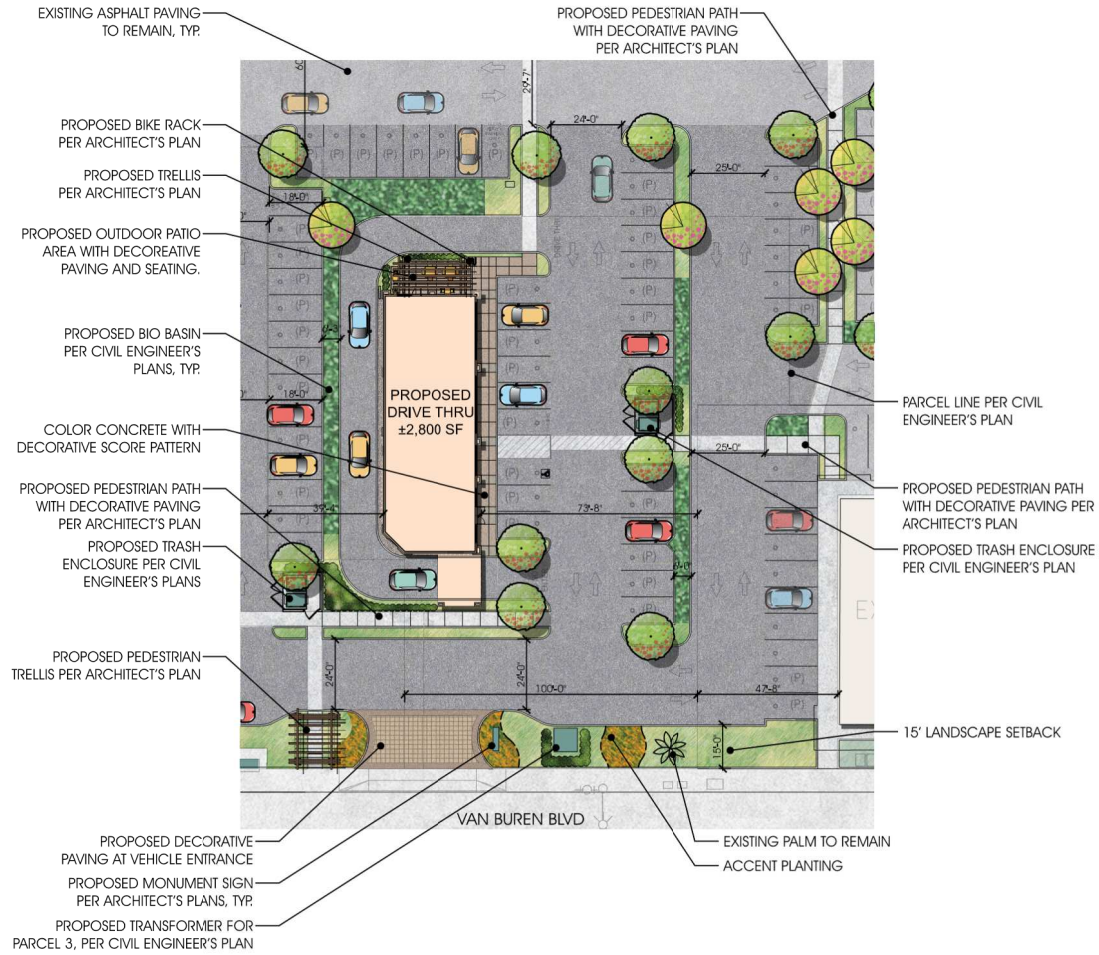 EXISTING ASPHALT PAVING
TO REMAIN, TYP.
PROPOSED PEDESTRIAN PATH
WITH DECORATIVE PAVING
PER ARCHITECT'S PLAN
PROPOSED BIKE RACK
PER ARCHITECT'S PLAN
PROPOSED TRELLIS
PER ARCHITECT'S PLAN
PROPOSED OUTDOOR PATIO
AREA WITH DECOREATIVE
PAVING AND SEATING.
PROPOSED BIO BASIN
PER CIVIL ENGINEER'S
PLANS, TYP.
COLOR CONCRETE WITH
DECORATIVE SCORE PATTERN
PROPOSED PEDESTRIAN PATH
WITH DECORATIVE PAVING
PER ARCHITECT'S PLAN
PROPOSED TRASH
ENCLOSURE PER CIVIL
ENGINEER'S PLANS
PROPOSED PEDESTRIAN
TRELLIS PER ARCHITECT'S PLAN
29'-7"
24'-0"
25'-0"
18'-0"
(P) (P) (P) (P) (P) (P)
PROPOSED
DRIVE THRU
±2,800 SF
18'-0"
25'-0"
73'-8"
24'-0"
24'-0"
100'-0"
47'-8"
15'-0"
PARCEL LINE PER CIVIL
ENGINEER'S PLAN
PROPOSED PEDESTRIAN PATH
WITH DECORATIVE PAVING PER
ARCHITECT'S PLAN
PROPOSED TRASH ENCLOSURE
PER CIVIL ENGINEER'S PLAN
15' LANDSCAPE SETBACK
VAN BUREN BLVD
PROPOSED DECORATIVE
PAVING AT VEHICLE ENTRANCE
PROPOSED MONUMENT SIGN
PER ARCHITECT'S PLANS, TYP.
PROPOSED TRANSFORMER FOR
PARCEL 3, PER CIVIL ENGINEER'S PLAN
EXISTING PALM TO REMAIN
ACCENT PLANTING